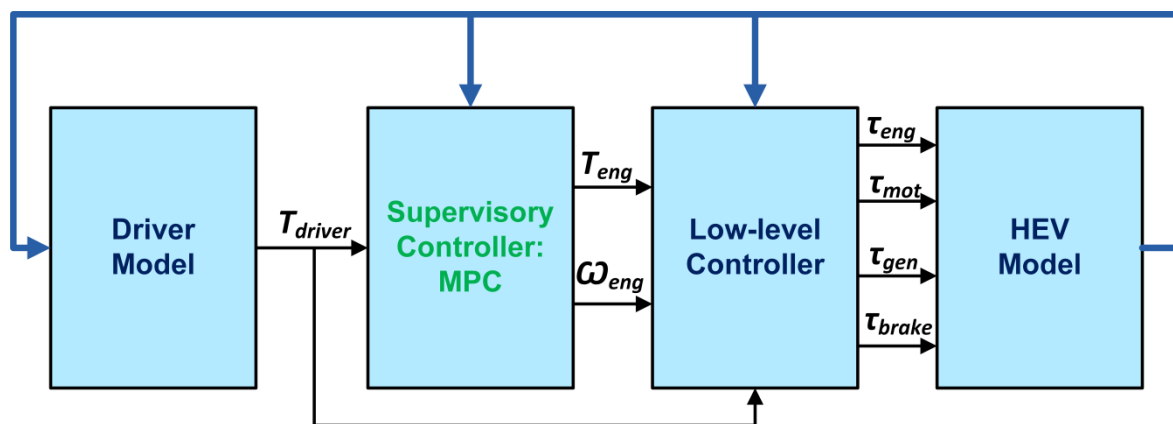 Driver
Model
T_driver
Supervisory
Controller:
MPC
T_eng
ω_eng
Low-level
Controller
τ_eng
τ_mot
τ_gen
τ_brake
HEV
Model